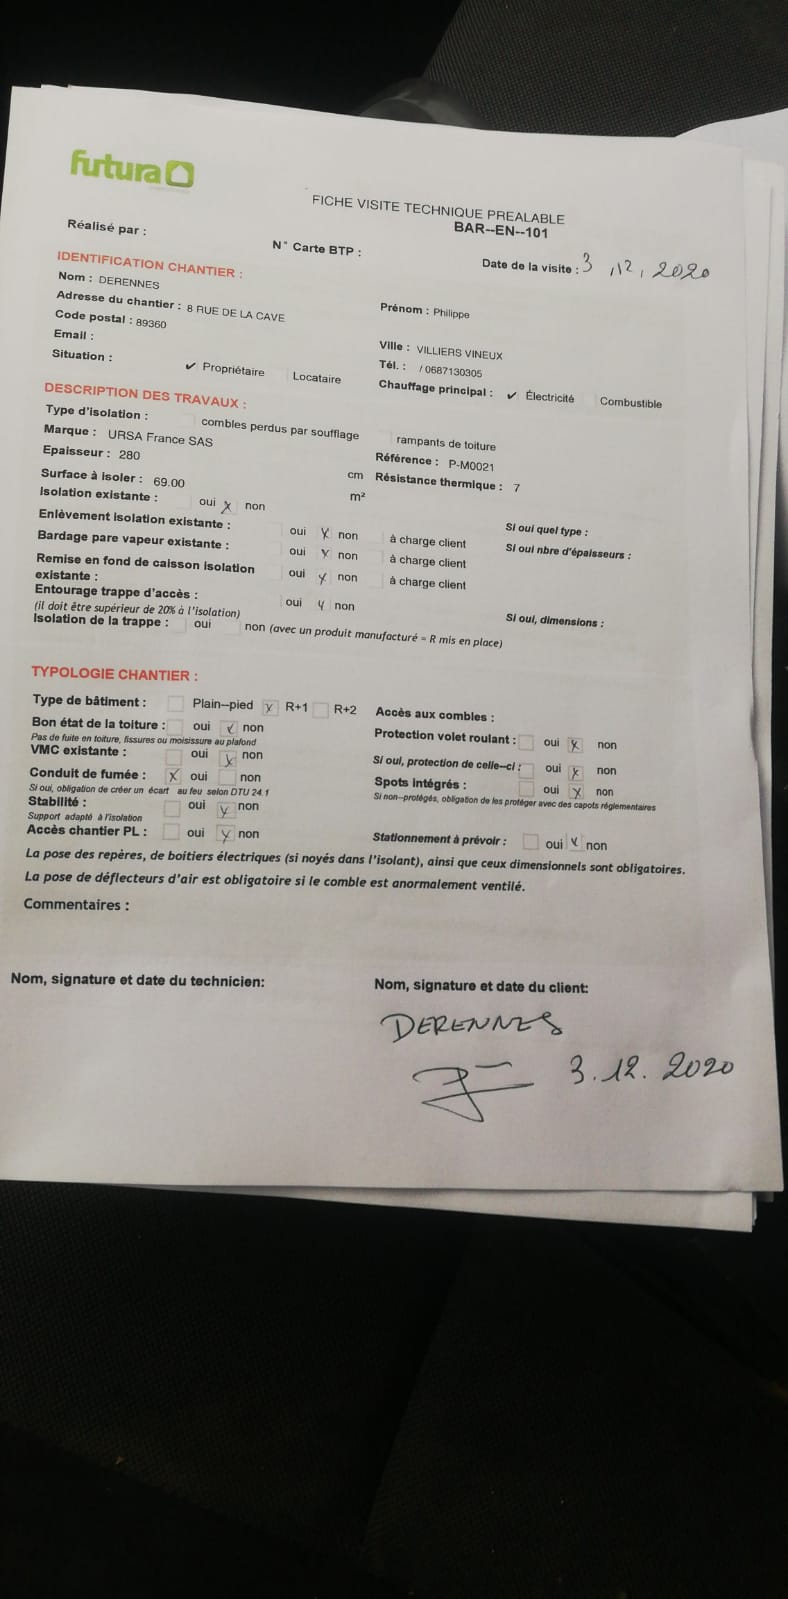 futura
FICHE VISITE TECHNIQUE PREALABLE
BAR--EN--101
Réalisé par :
N° Carte BTP :
Date de la visite : 3 . 12 . 2020
IDENTIFICATION CHANTIER :
Nom : DERENNES
Prénom : Philippe
Adresse du chantier : 8 RUE DE LA CAVE
Code postal : 89360
Ville : VILLIERS VINEUX
Email :
Tél. : / 0687130305
Situation : ✔ Propriétaire Locataire
Chauffage principal : ✔ Électricité Combustible
DESCRIPTION DES TRAVAUX :
Type d'isolation : combles perdus par soufflage rampants de toiture
Marque : URSA France SAS
Référence : P-M0021
Epaisseur : 280 cm
Résistance thermique : 7
Surface à isoler : 69.00 m²
Isolation existante : oui x non
Si oui quel type :
Enlèvement isolation existante : oui x non à charge client
Si oui nbre d'épaisseurs :
Bardage pare vapeur existante : oui x non à charge client
Remise en fond de caisson isolation
existante : oui x non à charge client
Entourage trappe d'accès : oui x non
(il doit être supérieur de 20% à l'isolation)
Si oui, dimensions :
Isolation de la trappe : oui non (avec un produit manufacturé = R mis en place)
TYPOLOGIE CHANTIER :
Type de bâtiment : Plain--pied x R+1 R+2
Accès aux combles :
Bon état de la toiture : oui x non
Pas de fuite en toiture, fissures ou moisissure au plafond
Protection volet roulant : oui x non
VMC existante : oui x non
Si oui, protection de celle--ci : oui x non
Conduit de fumée : x oui non
Si oui, obligation de créer un écart au feu selon DTU 24.1
Spots intégrés : oui x non
Si non--protégés, obligation de les protéger avec des capots réglementaires
Stabilité : oui x non
Support adapté à l'isolation
Accès chantier PL : oui x non
Stationnement à prévoir : oui x non
La pose des repères, de boitiers électriques (si noyés dans l'isolant), ainsi que ceux dimensionnels sont obligatoires.
La pose de déflecteurs d'air est obligatoire si le comble est anormalement ventilé.
Commentaires :
Nom, signature et date du technicien:
Nom, signature et date du client:
DERENNES
3.12.2020